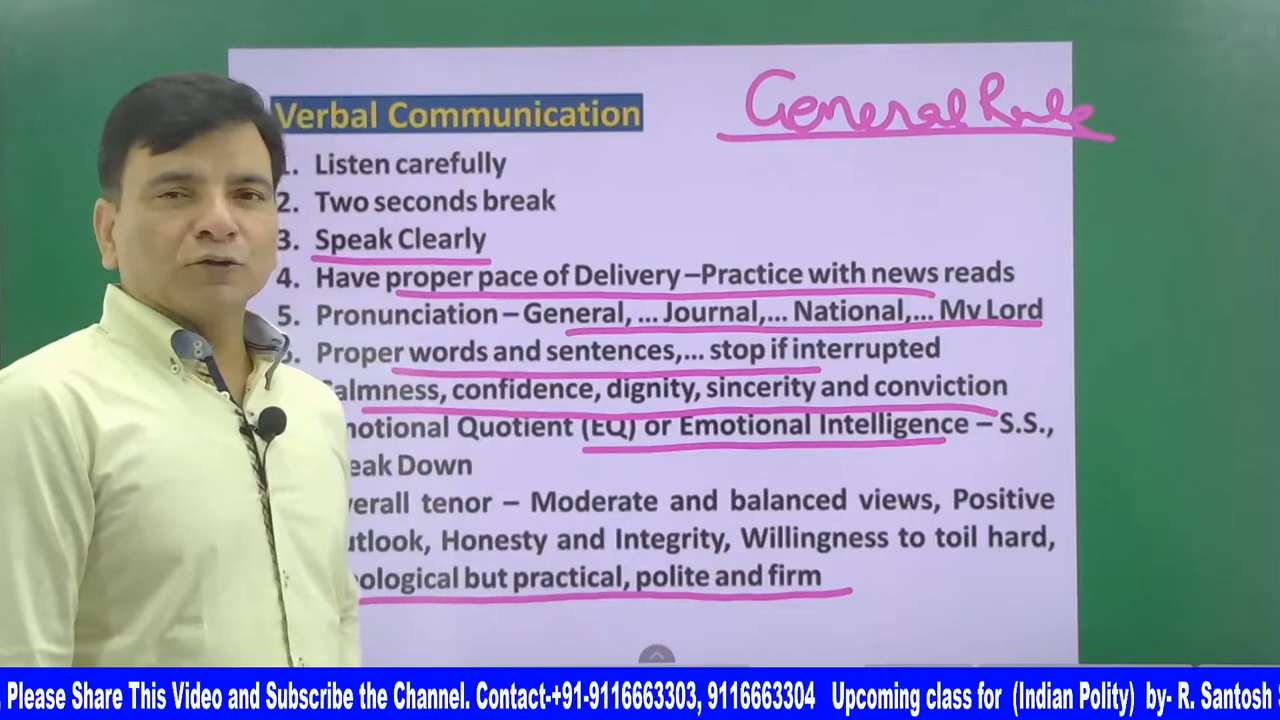 Verbal Communication
General Rule
1. Listen carefully
2. Two seconds break
3. Speak Clearly
4. Have proper pace of Delivery –Practice with news reads
5. Pronunciation – General, ... Journal,... National,... My Lord
Proper words and sentences,... stop if interrupted
almness, confidence, dignity, sincerity and conviction
notional Quotient (EQ) or Emotional Intelligence – S.S.,
eak Down
verall tenor – Moderate and balanced views, Positive
utlook, Honesty and Integrity, Willingness to toil hard,
ological but practical, polite and firm
Please Share This Video and Subscribe the Channel. Contact-+91-9116663303, 9116663304 Upcoming class for (Indian Polity) by- R. Santosh